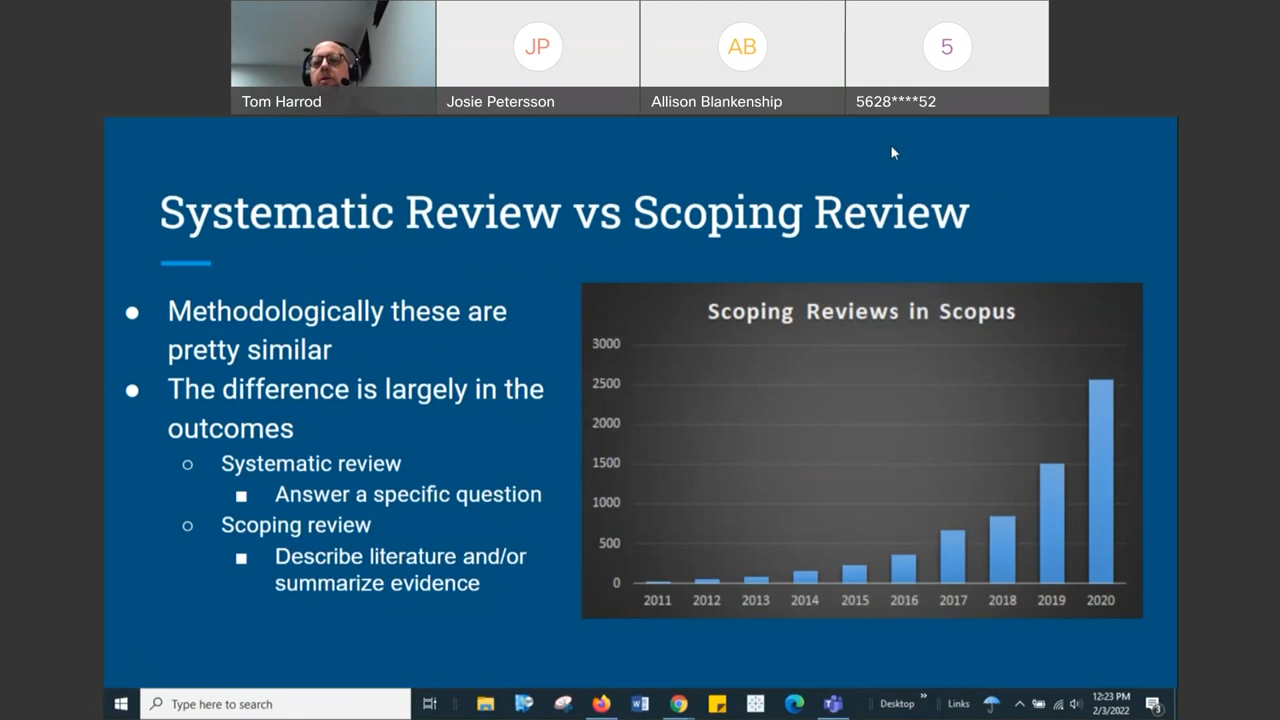 JP
AB
5
Tom Harrod
Josie Petersson
Allison Blankenship
5628****52
Systematic Review vs Scoping Review
Methodologically these are
pretty similar
The difference is largely in the
outcomes
Systematic review
Answer a specific question
Scoping review
Describe literature and/or
summarize evidence
Scoping Reviews in Scopus
3000
2500
2000
1500
1000
500
0
2011 2012 2013 2014 2015 2016 2017 2018 2019 2020
Type here to search
Desktop
Links
12:23 PM
2/3/2022
3